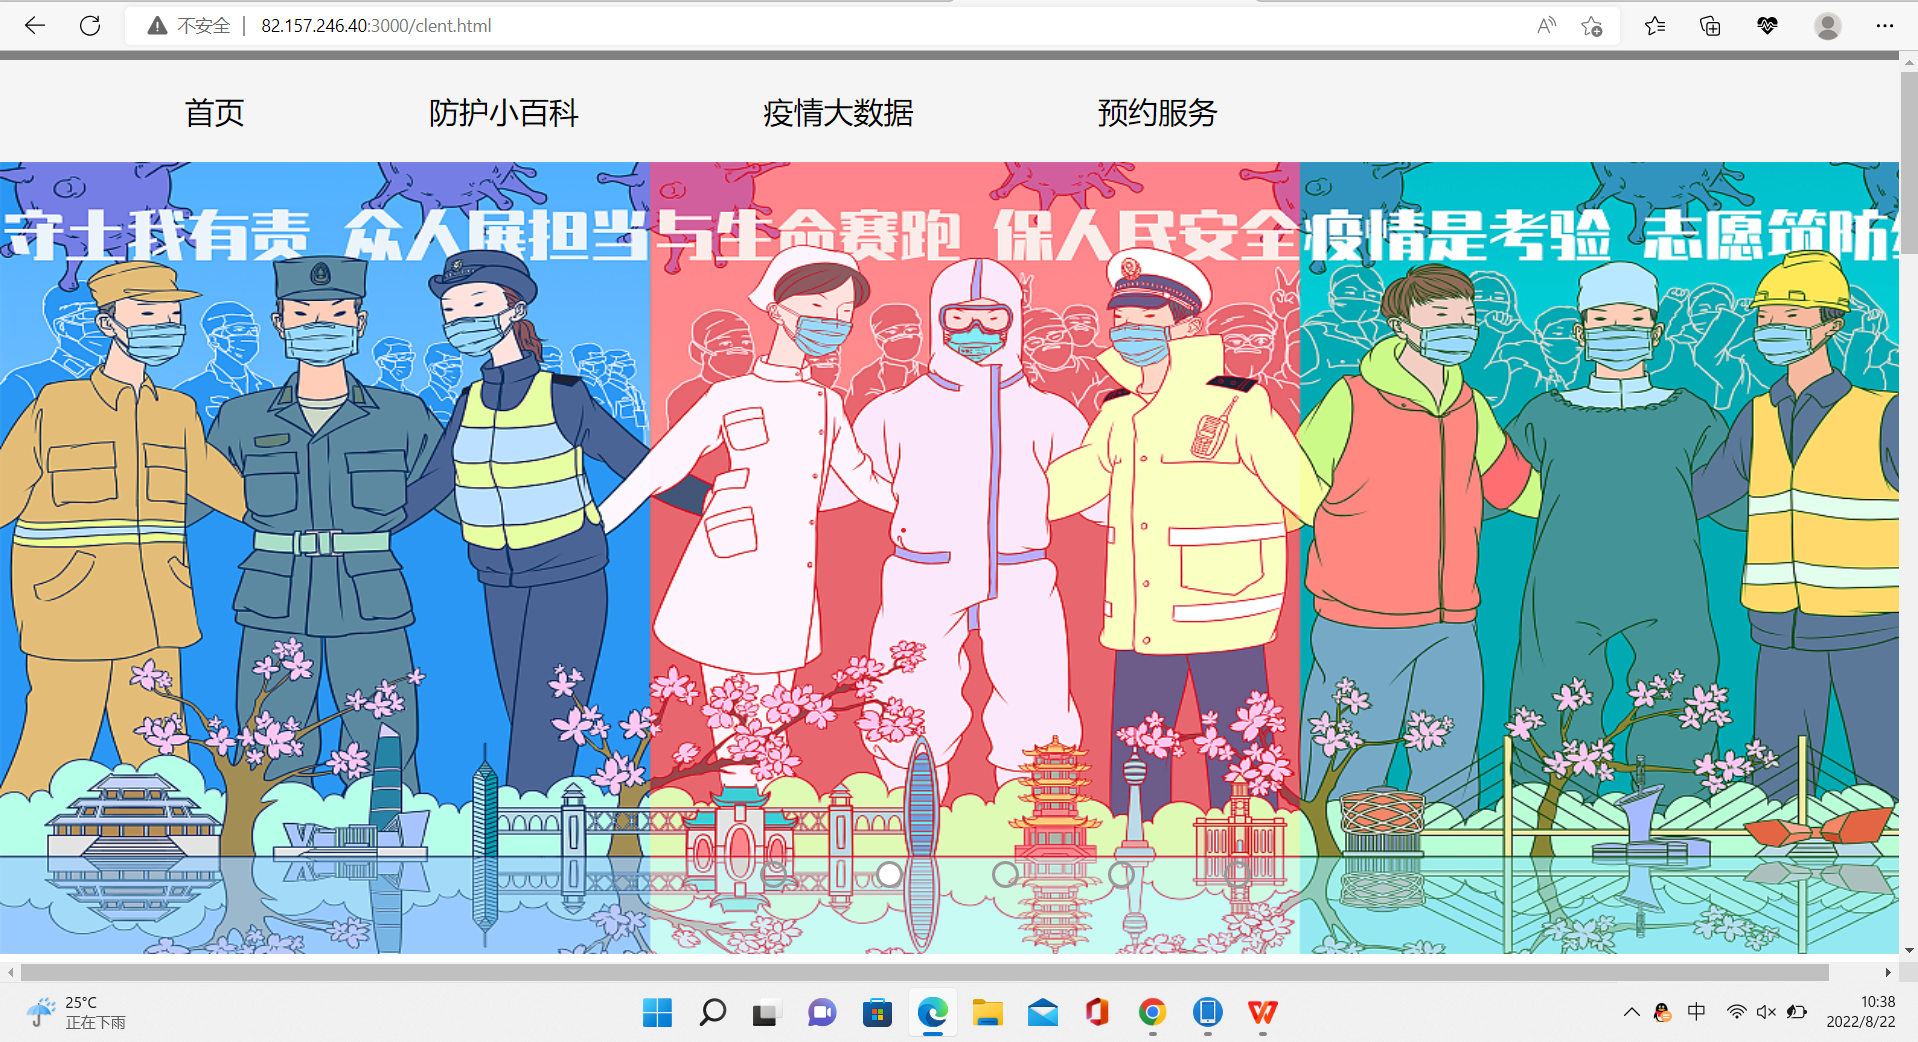 不安全 82.157.246.40:3000/clent.html
首页 防护小百科 疫情大数据 预约服务
守土我有责 众人展担当 与生命赛跑 保人民安全 疫情是考验 志愿筑防
25°C
正在下雨
中
10:38
2022/8/22